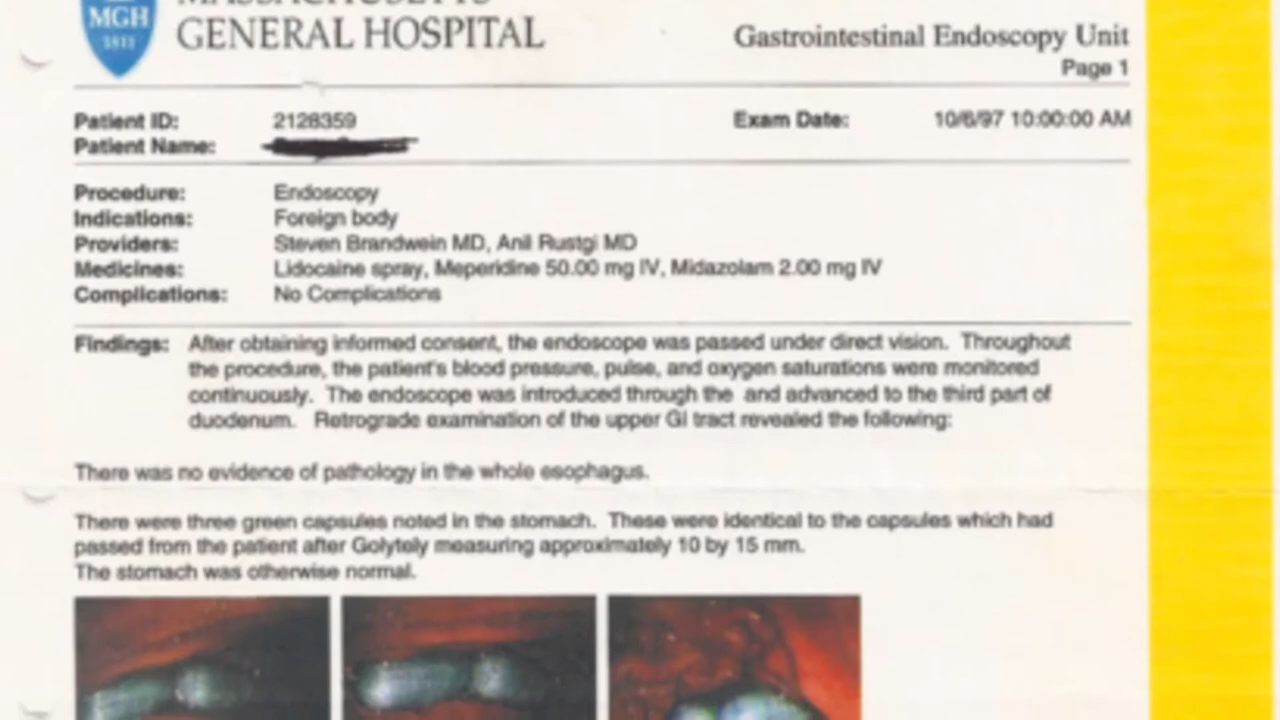 MGH
1811
MASSACHUSETTS
GENERAL HOSPITAL
Gastrointestinal Endoscopy Unit
Page 1
Patient ID: 2128359 Exam Date: 10/6/97 10:00:00 AM
Patient Name:
Procedure: Endoscopy
Indications: Foreign body
Providers: Steven Brandwein MD, Anil Rustgi MD
Medicines: Lidocaine spray, Meperidine 50.00 mg IV, Midazolam 2.00 mg IV
Complications: No Complications
Findings: After obtaining informed consent, the endoscope was passed under direct vision. Throughout
the procedure, the patient's blood pressure, pulse, and oxygen saturations were monitored
continuously. The endoscope was introduced through the and advanced to the third part of
duodenum. Retrograde examination of the upper GI tract revealed the following:
There was no evidence of pathology in the whole esophagus.
There were three green capsules noted in the stomach. These were identical to the capsules which had
passed from the patient after Golytely measuring approximately 10 by 15 mm.
The stomach was otherwise normal.